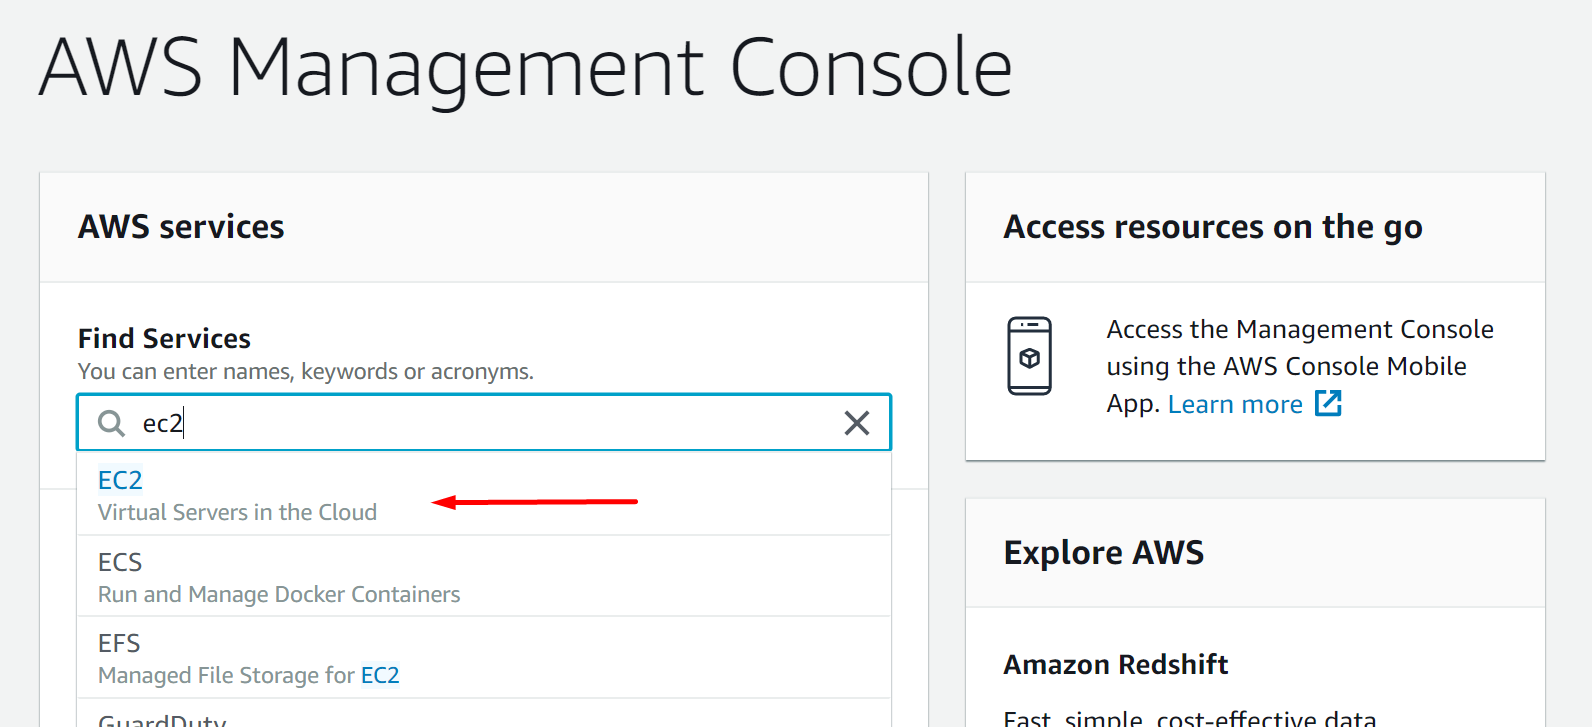 AWS Management Console
AWS services
Find Services
You can enter names, keywords or acronyms.
ec2
EC2
Virtual Servers in the Cloud
ECS
Run and Manage Docker Containers
EFS
Managed File Storage for EC2
GuardDuty
Access resources on the go
Access the Management Console
using the AWS Console Mobile
App. Learn more
Explore AWS
Amazon Redshift
Fast, simple, cost-effective data